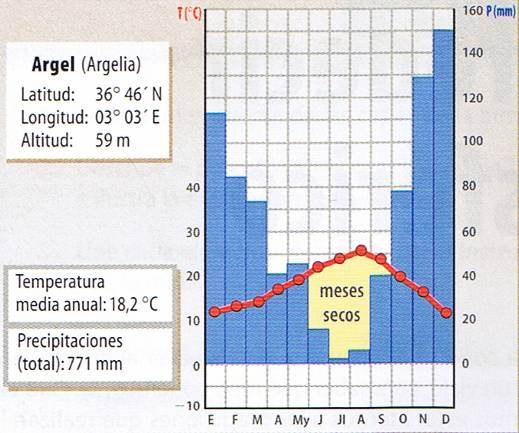 T(°C)
160 P(mm)
140
120
100
80
60
40
20
0
40
30
20
10
0
−10
Argel (Argelia)
Latitud: 36° 46´ N
Longitud: 03° 03´ E
Altitud: 59 m
Temperatura
media anual: 18,2 °C
Precipitaciones
(total): 771 mm
meses
secos
E F M A My J Jl A S O N D